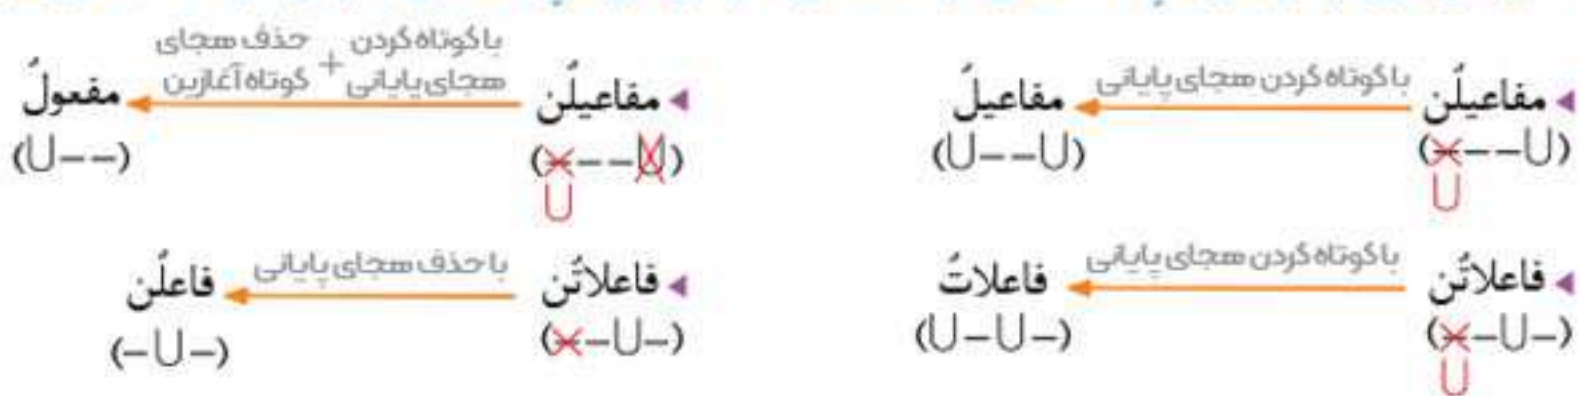 ◄ مفاعیلُن با کوتاه کردن هجای پایانی مفاعیلُ
(U – – –) U (U – – U)
◄ مفاعیلُن با کوتاه کردن هجای پایانی + حذف هجای کوتاه آغازین مفعولُ
(U – – –) U (– – U)
◄ فاعلاتُن با کوتاه کردن هجای پایانی فاعلاتُ
(– U – –) U (– U – U)
◄ فاعلاتُن با حذف هجای پایانی فاعلُن
(– U – –) (– U –)